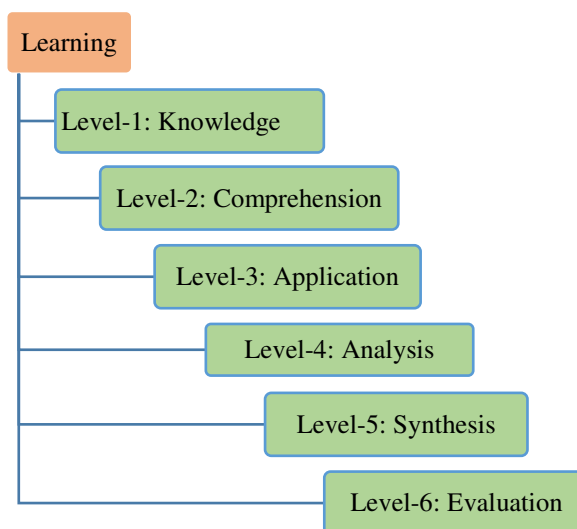 Learning
Level-1: Knowledge
Level-2: Comprehension
Level-3: Application
Level-4: Analysis
Level-5: Synthesis
Level-6: Evaluation